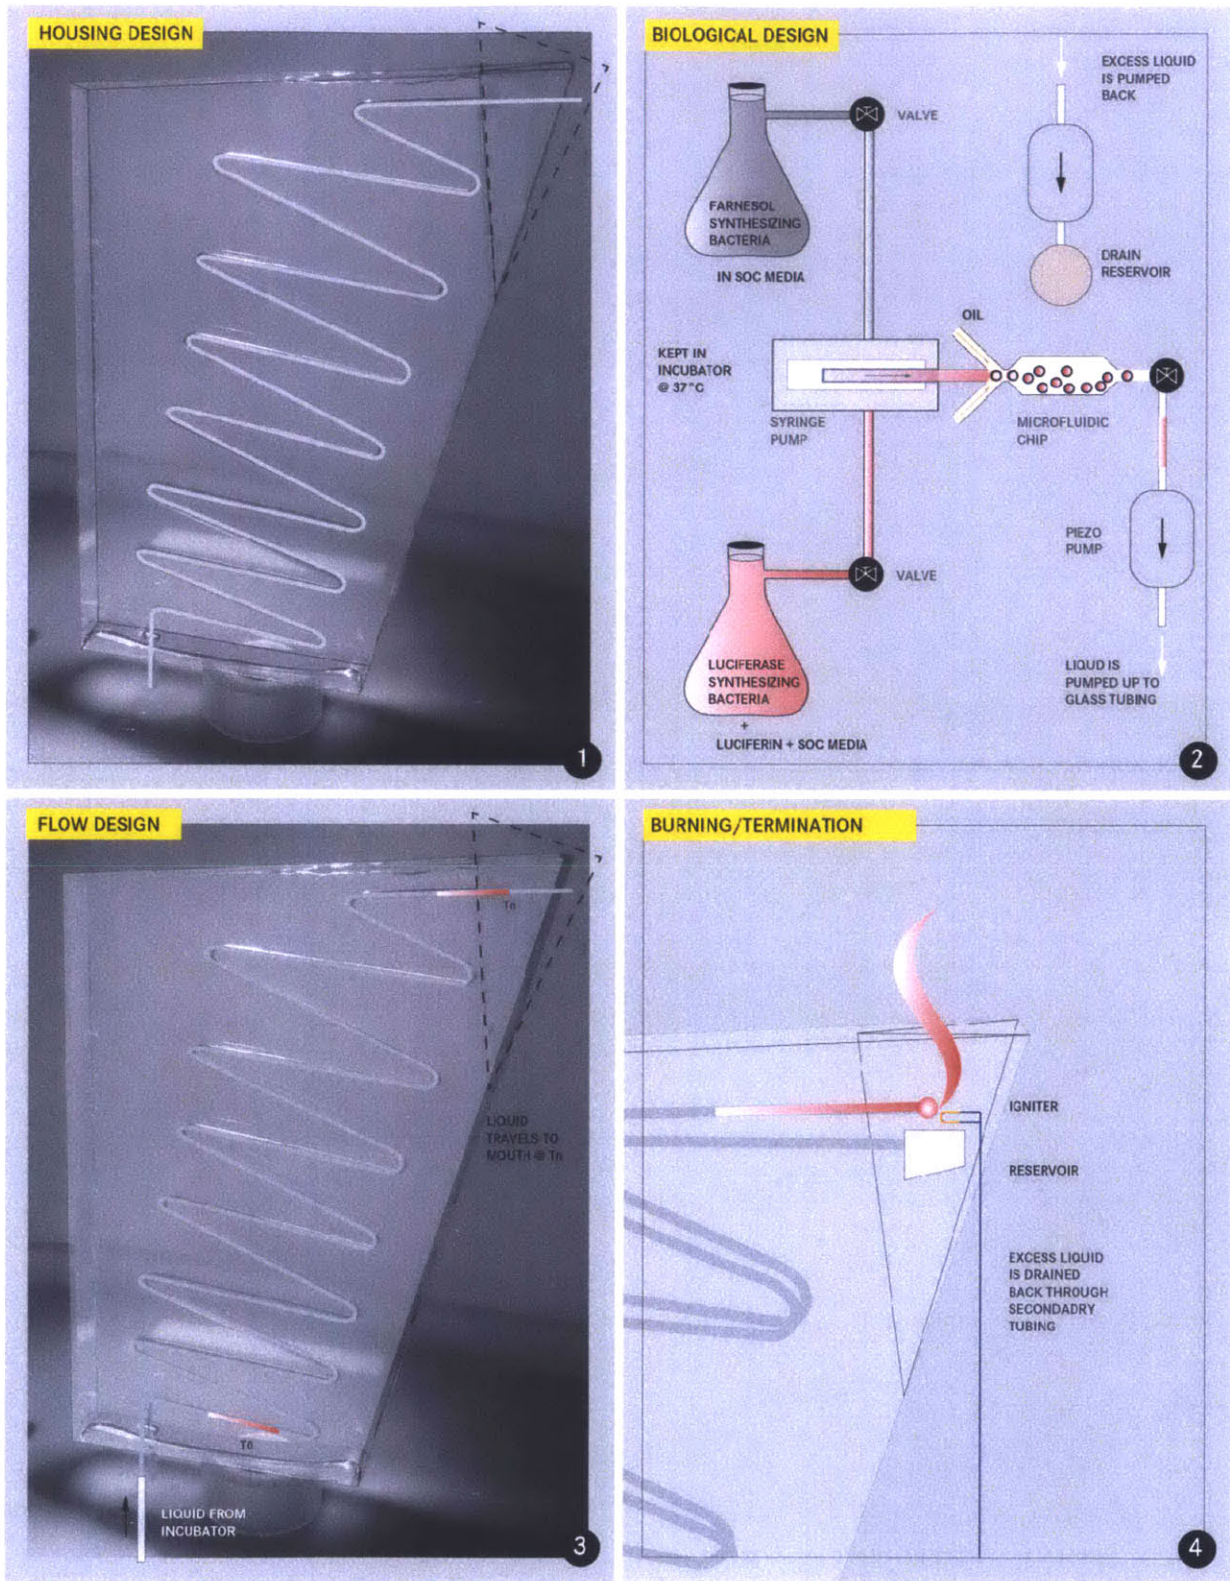 HOUSING DESIGN
1
BIOLOGICAL DESIGN
EXCESS LIQUID
IS PUMPED
BACK
VALVE
FARNESOL
SYNTHESIZING
BACTERIA
IN SOC MEDIA
DRAIN
RESERVOIR
OIL
KEPT IN
INCUBATOR
@ 37°C
SYRINGE
PUMP
MICROFLUIDIC
CHIP
PIEZO
PUMP
VALVE
LUCIFERASE
SYNTHESIZING
BACTERIA
+
LUCIFERIN + SOC MEDIA
LIQUD IS
PUMPED UP TO
GLASS TUBING
2
FLOW DESIGN
Tn
LIQUID
TRAVELS TO
MOUTH @ Tn
T0
LIQUID FROM
INCUBATOR
3
BURNING/TERMINATION
IGNITER
RESERVOIR
EXCESS LIQUID
IS DRAINED
BACK THROUGH
SECONDADRY
TUBING
4